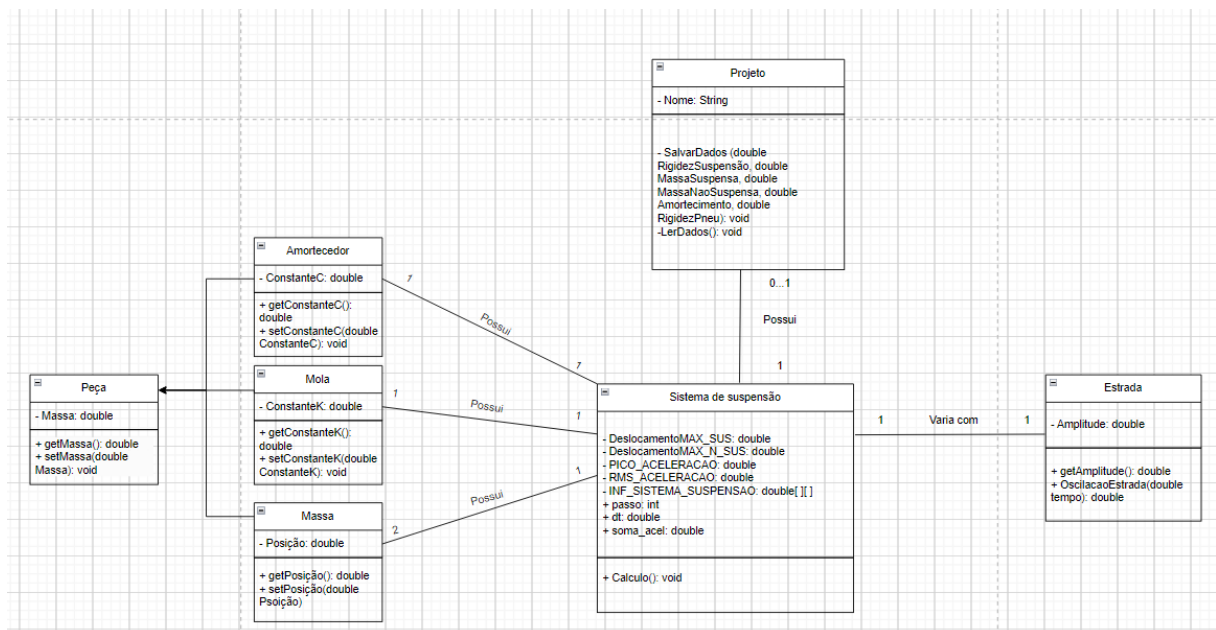 Projeto
- Nome: String
- SalvarDados (double
RigidezSuspensão, double
MassaSuspensa, double
MassaNaoSuspensa, double
Amortecimento, double
RigidezPneu): void
-LerDados(): void
0...1
Possui
1
Amortecedor
- ConstanteC: double
+ getConstanteC():
double
+ setConstanteC(double
ConstanteC): void
1
Possui
1
Peça
- Massa: double
+ getMassa(): double
+ setMassa(double
Massa): void
Mola
- ConstanteK: double
+ getConstanteK():
double
+ setConstanteK(double
ConstanteK): void
1
Possui
1
Massa
- Posição: double
+ getPosição(): double
+ setPosição(double
Psoição)
2
Possui
1
Sistema de suspensão
- DeslocamentoMAX_SUS: double
- DeslocamentoMAX_N_SUS: double
- PICO_ACELERACAO: double
- RMS_ACELERACAO: double
- INF_SISTEMA_SUSPENSAO: double[ ][ ]
+ passo: int
+ dt: double
+ soma_acel: double
+ Calculo(): void
1
Varia com
1
Estrada
- Amplitude: double
+ getAmplitude(): double
+ OscilacaoEstrada(double
tempo): double